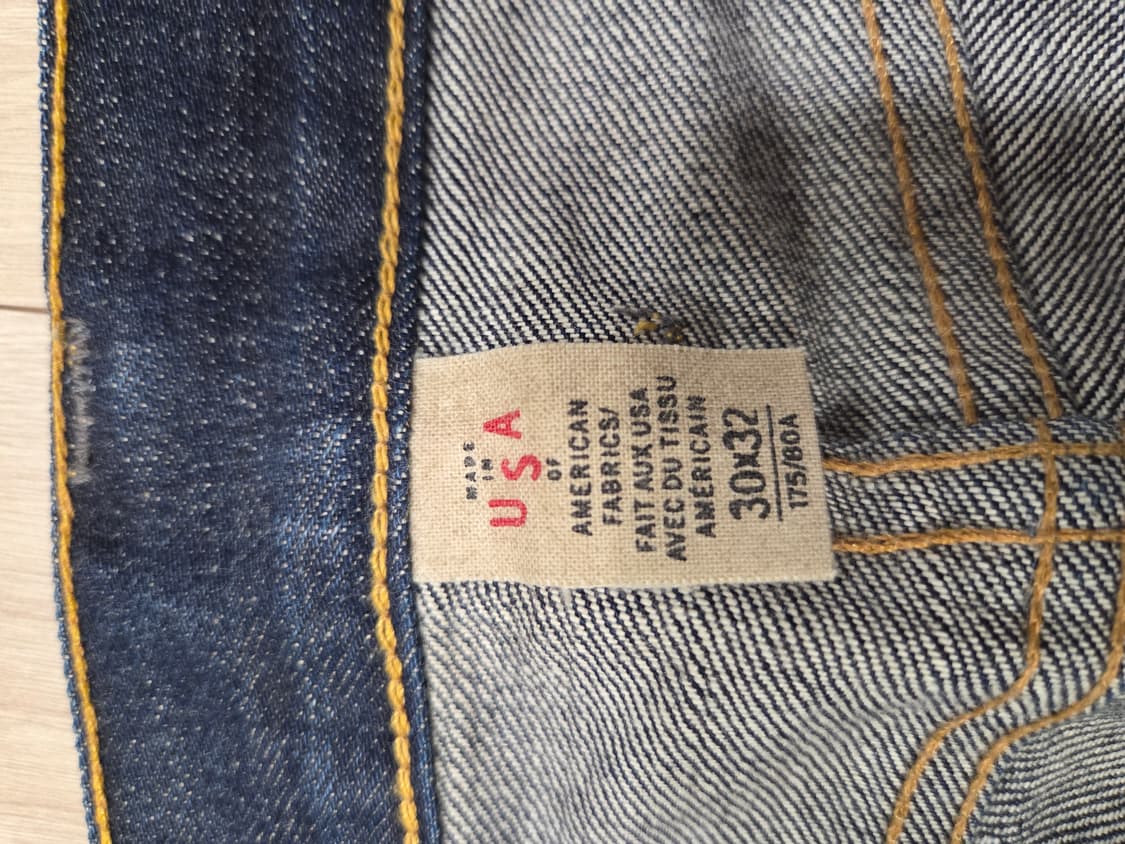 MADE
IN
USA
OF
AMERICAN
FABRICS/
FAIT AUX USA
AVEC DU TISSU
AMÉRICAIN
30x32
175/80A